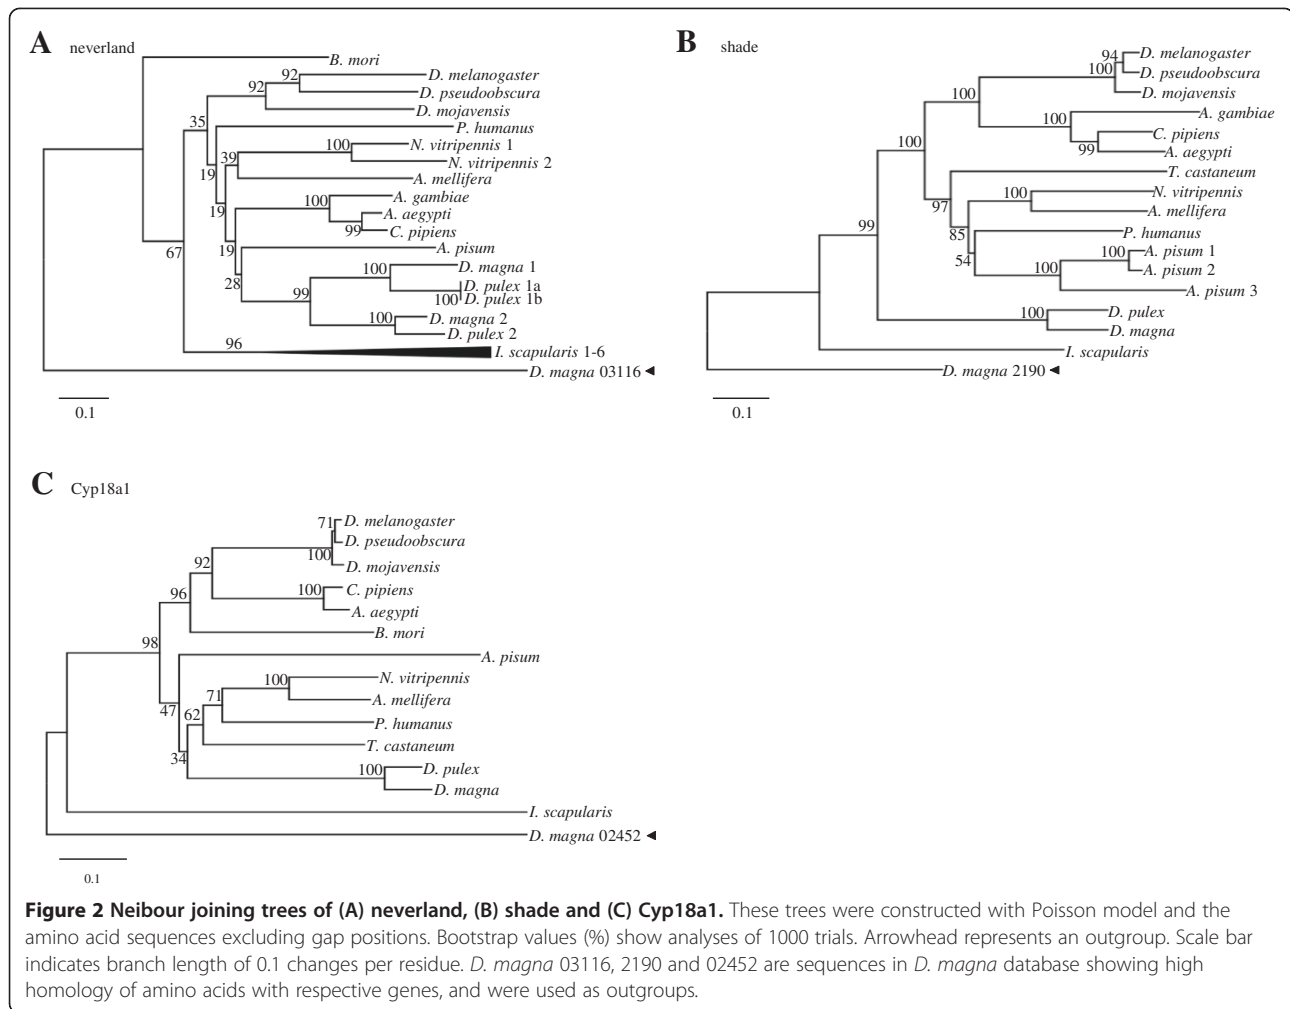 A neverland
B. mori
92
D. melanogaster
92
D. pseudoobscura
D. mojavensis
35
P. humanus
100
N. vitripennis 1
39
N. vitripennis 2
19
A. mellifera
100
A. gambiae
19
A. aegypti
99
C. pipiens
19
A. pisum
67
28
100
D. magna 1
D. pulex 1a
99
100
D. pulex 1b
100
D. magna 2
D. pulex 2
96
I. scapularis 1-6
D. magna 03116
0.1
B shade
94
D. melanogaster
100
D. pseudoobscura
100
D. mojavensis
100
A. gambiae
100
C. pipiens
99
A. aegypti
T. castaneum
97
100
N. vitripennis
A. mellifera
99
85
P. humanus
54
100
A. pisum 1
100
A. pisum 2
A. pisum 3
100
D. pulex
D. magna
I. scapularis
D. magna 2190
0.1
C Cyp18a1
71
D. melanogaster
D. pseudoobscura
92
100
D. mojavensis
96
100
C. pipiens
A. aegypti
B. mori
98
A. pisum
100
N. vitripennis
71
A. mellifera
47
62
P. humanus
T. castaneum
34
100
D. pulex
D. magna
I. scapularis
D. magna 02452
0.1
Figure 2 Neibour joining trees of (A) neverland, (B) shade and (C) Cyp18a1. These trees were constructed with Poisson model and the
amino acid sequences excluding gap positions. Bootstrap values (%) show analyses of 1000 trials. Arrowhead represents an outgroup. Scale bar
indicates branch length of 0.1 changes per residue. D. magna 03116, 2190 and 02452 are sequences in D. magna database showing high
homology of amino acids with respective genes, and were used as outgroups.